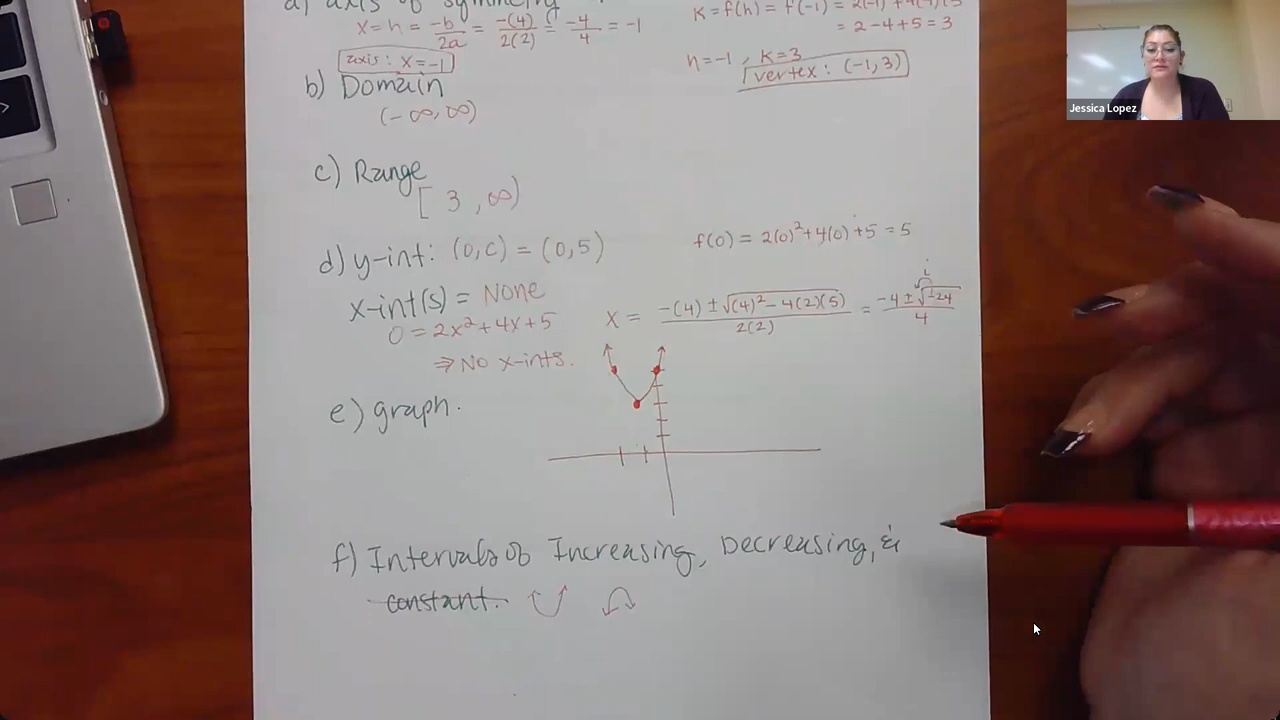 a) axis of symmetry
x = h = -b/2a = -(4)/2(2) = -4/4 = -1
K = f(h) = f(-1) =
= 2 - 4 + 5 = 3
axis: x = -1
h = -1, K = 3
vertex: (-1, 3)
b) Domain
(-∞, ∞)
c) Range
[ 3 , ∞)
d) y-int: (0, c) = (0, 5)
f(0) = 2(0)² + 4(0) + 5 = 5
x-int(s) = None
0 = 2x² + 4x + 5
x = -(4) ± √(4)² - 4(2)(5) / 2(2) = -4 ± √-24 / 4
i
⇒ No x-ints.
e) graph.
f) Intervals of Increasing, Decreasing, &
constant.
Jessica Lopez